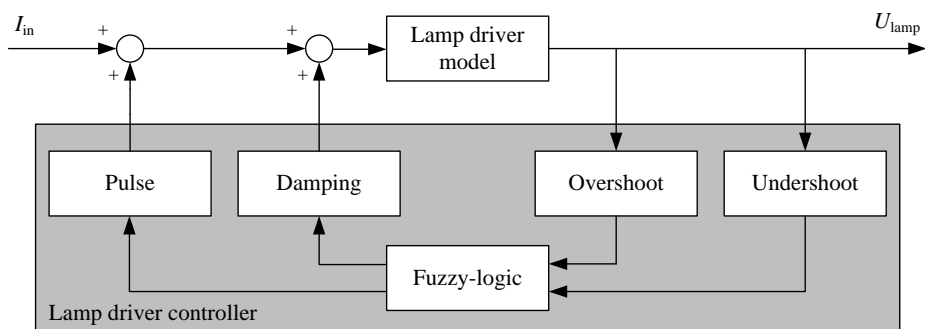 I_in
U_lamp
+
+
+
+
Lamp driver
model
Pulse
Damping
Overshoot
Undershoot
Fuzzy-logic
Lamp driver controller